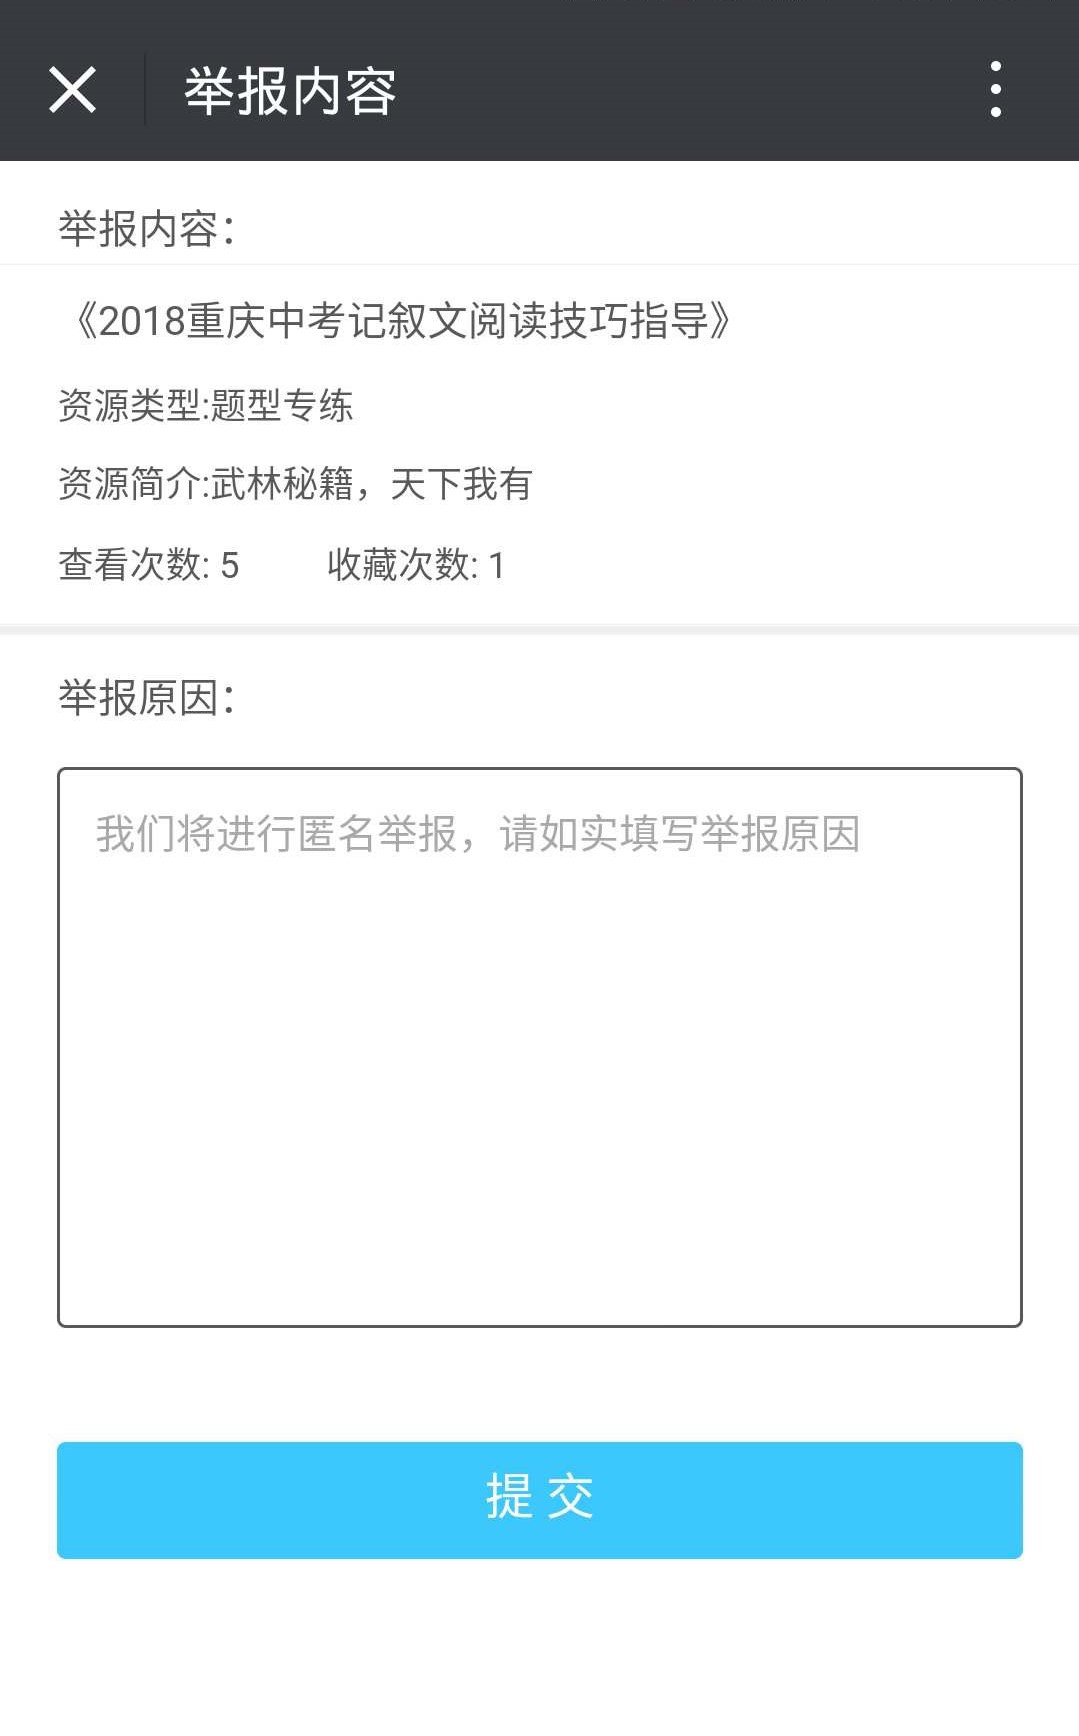 举报内容
举报内容：
《2018重庆中考记叙文阅读技巧指导》
资源类型:题型专练
资源简介:武林秘籍，天下我有
查看次数: 5 收藏次数: 1
举报原因：
我们将进行匿名举报，请如实填写举报原因
提 交